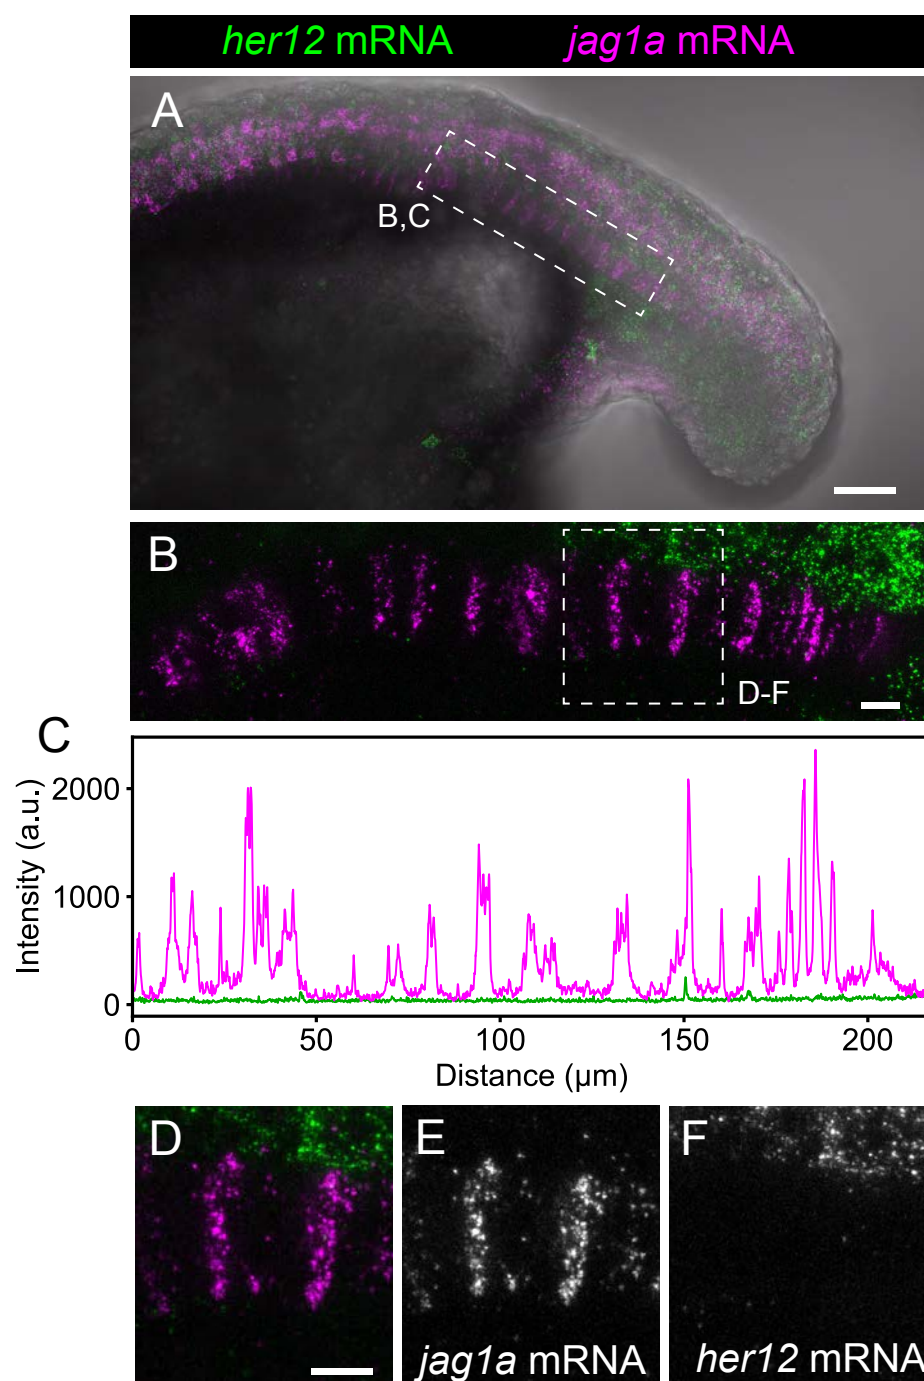 her12 mRNA jag1a mRNA
A
B,C
B
D-F
C
Intensity (a.u.)
2000
1000
0
0 50 100 150 200
Distance (µm)
D
E
F
jag1a mRNA
her12 mRNA